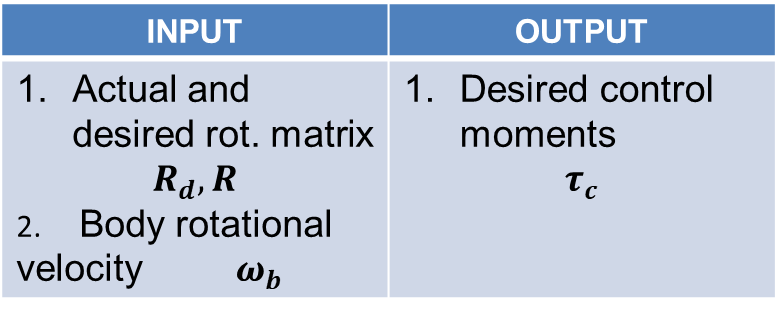 INPUT
OUTPUT
1. Actual and
desired rot. matrix
R_d, R
2. Body rotational
velocity ω_b
1. Desired control
moments
τ_c